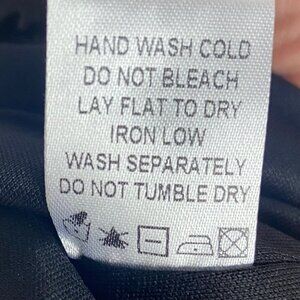 HAND WASH COLD
DO NOT BLEACH
LAY FLAT TO DRY
IRON LOW
WASH SEPARATELY
DO NOT TUMBLE DRY